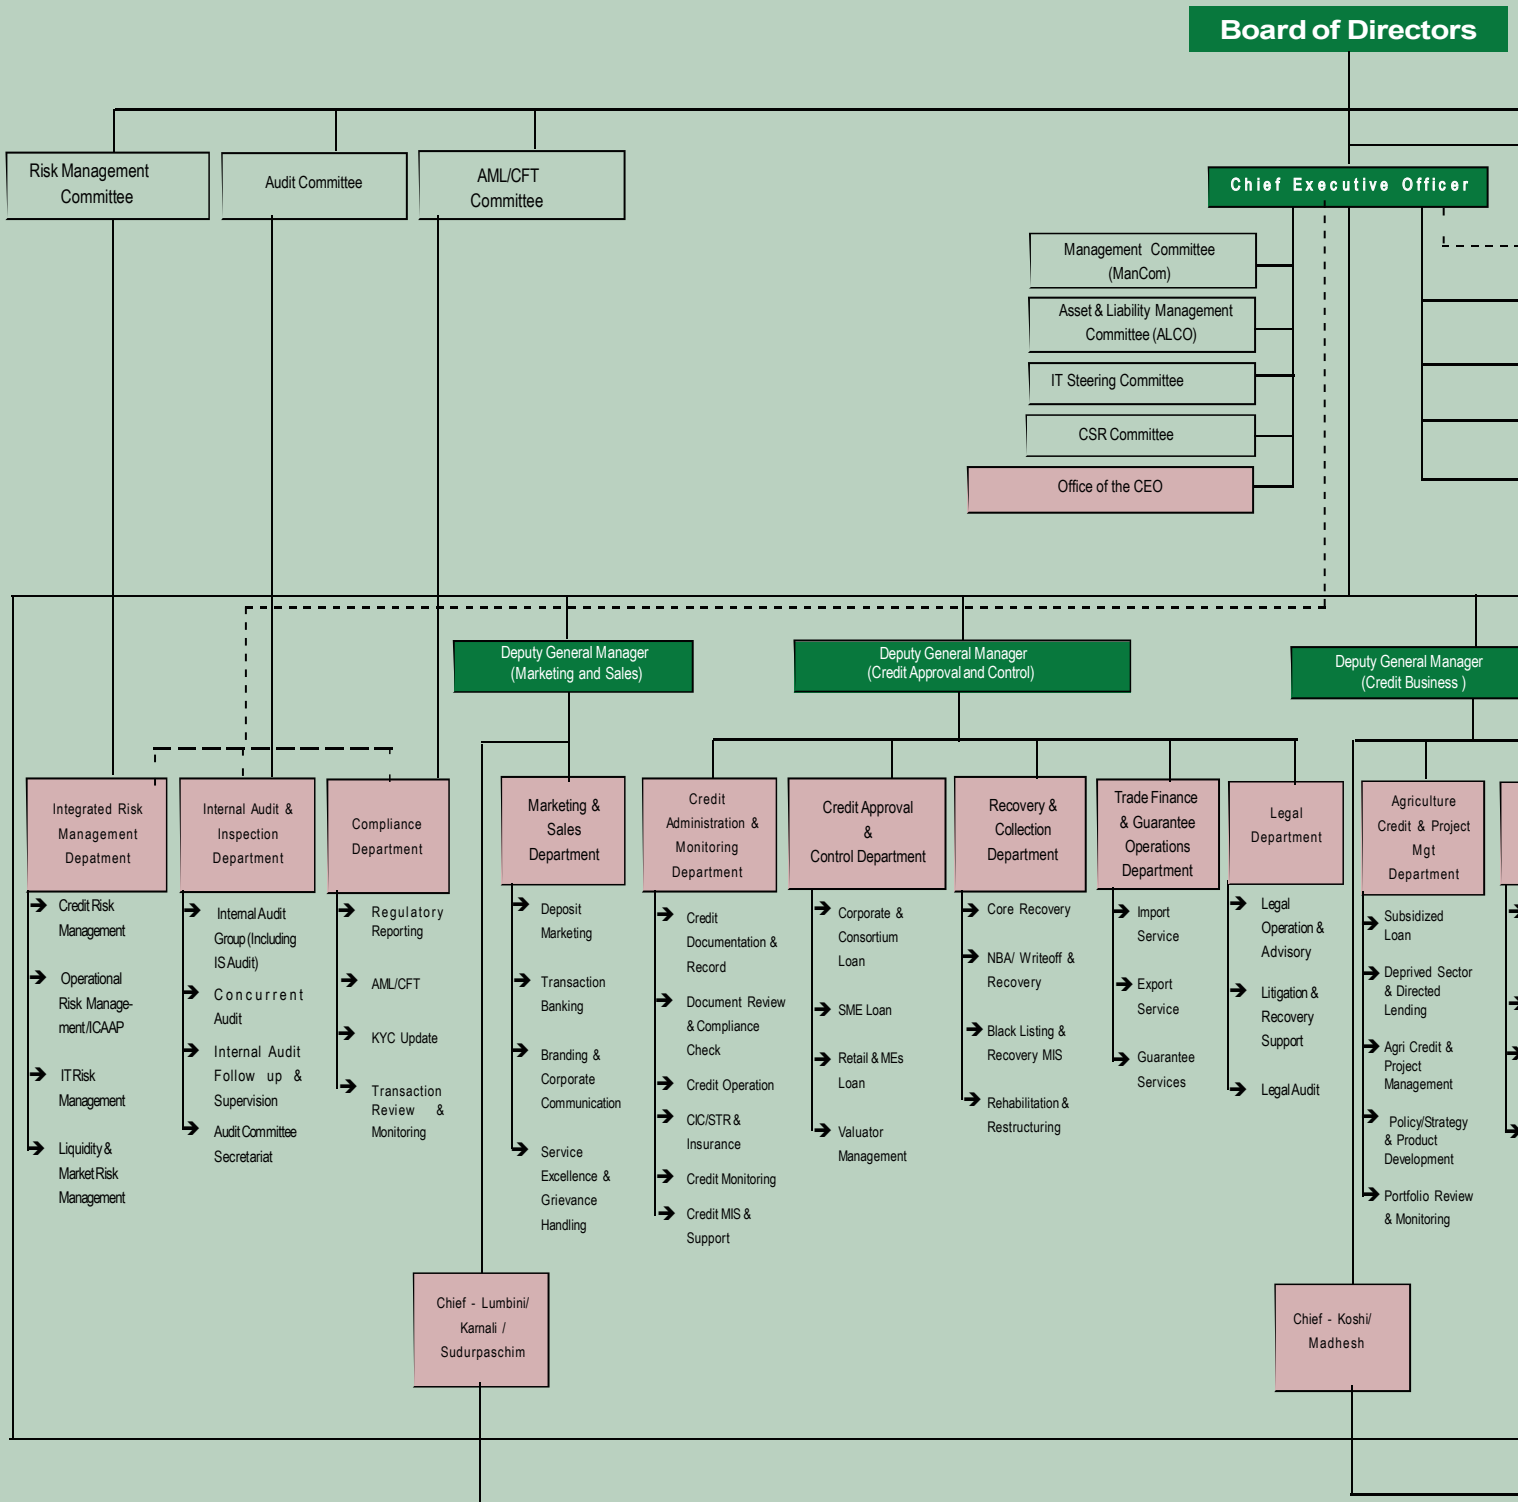 Board of Directors
Risk Management
Committee
Audit Committee
AML/CFT
Committee
Chief Executive Officer
Management Committee
(ManCom)
Asset & Liability Management
Committee (ALCO)
IT Steering Committee
CSR Committee
Office of the CEO
Deputy General Manager
(Marketing and Sales)
Deputy General Manager
(Credit Approval and Control)
Deputy General Manager
(Credit Business )
Integrated Risk
Management
Depatment
Credit Risk
Management
Operational
Risk Manage-
ment/ICAAP
IT Risk
Management
Liquidity &
Market Risk
Management
Internal Audit &
Inspection
Department
Internal Audit
Group (Including
IS Audit)
Concurrent
Audit
Internal Audit
Follow up &
Supervision
Audit Committee
Secretariat
Compliance
Department
Regulatory
Reporting
AML/CFT
KYC Update
Transaction
Review &
Monitoring
Marketing &
Sales
Department
Deposit
Marketing
Transaction
Banking
Branding &
Corporate
Communication
Service
Excellence &
Grievance
Handling
Credit
Administration &
Monitoring
Department
Credit
Documentation &
Record
Document Review
& Compliance
Check
Credit Operation
CIC/STR &
Insurance
Credit Monitoring
Credit MIS &
Support
Credit Approval
&
Control Department
Corporate &
Consortium
Loan
SME Loan
Retail & MEs
Loan
Valuator
Management
Recovery &
Collection
Department
Core Recovery
NBA/ Writeoff &
Recovery
Black Listing &
Recovery MIS
Rehabilitation &
Restructuring
Trade Finance
& Guarantee
Operations
Department
Import
Service
Export
Service
Guarantee
Services
Legal
Department
Legal
Operation &
Advisory
Litigation &
Recovery
Support
Legal Audit
Agriculture
Credit & Project
Mgt
Department
Subsidized
Loan
Deprived Sector
& Directed
Lending
Agri Credit &
Project
Management
Policy/Strategy
& Product
Development
Portfolio Review
& Monitoring
Chief - Lumbini/
Karnali /
Sudurpaschim
Chief - Koshi/
Madhesh